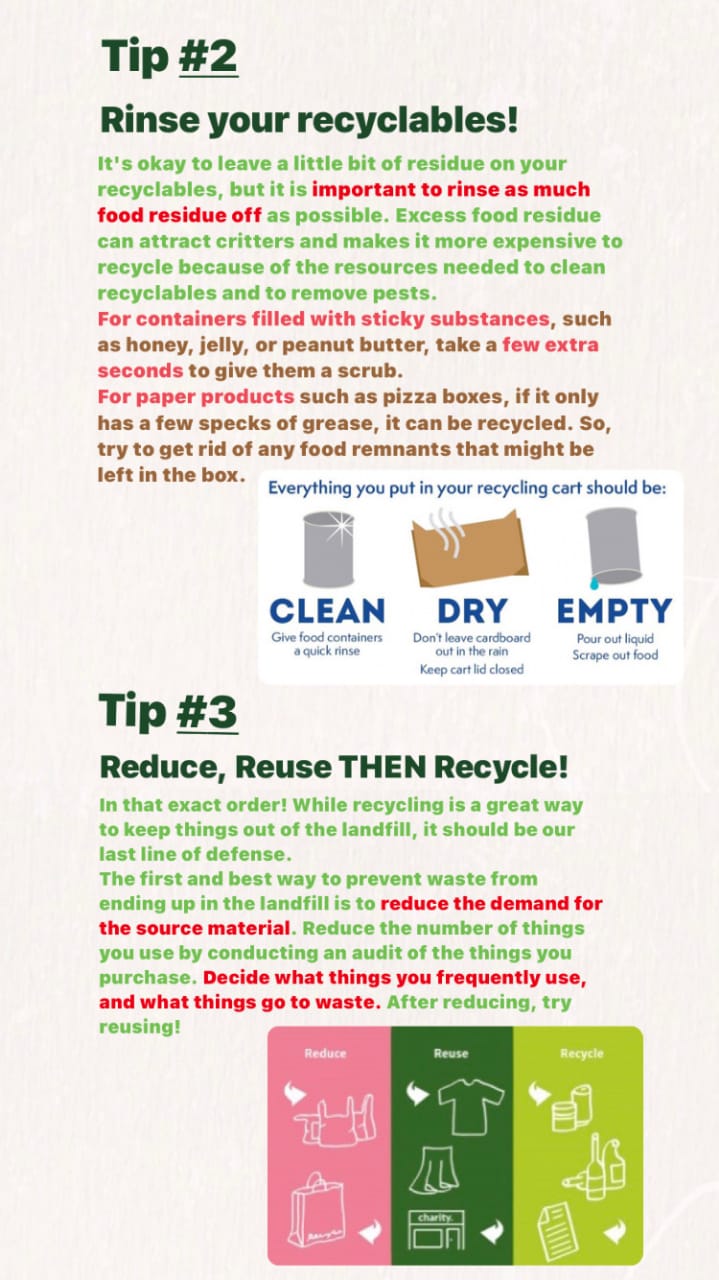 Tip #2
Rinse your recyclables!
It's okay to leave a little bit of residue on your
recyclables, but it is important to rinse as much
food residue off as possible. Excess food residue
can attract critters and makes it more expensive to
recycle because of the resources needed to clean
recyclables and to remove pests.
For containers filled with sticky substances, such
as honey, jelly, or peanut butter, take a few extra
seconds to give them a scrub.
For paper products such as pizza boxes, if it only
has a few specks of grease, it can be recycled. So,
try to get rid of any food remnants that might be
left in the box.
Everything you put in your recycling cart should be:
CLEAN
Give food containers
a quick rinse
DRY
Don't leave cardboard
out in the rain
Keep cart lid closed
EMPTY
Pour out liquid
Scrape out food
Tip #3
Reduce, Reuse THEN Recycle!
In that exact order! While recycling is a great way
to keep things out of the landfill, it should be our
last line of defense.
The first and best way to prevent waste from
ending up in the landfill is to reduce the demand for
the source material. Reduce the number of things
you use by conducting an audit of the things you
purchase. Decide what things you frequently use,
and what things go to waste. After reducing, try
reusing!
Reduce
Reuse
Recycle
charity.